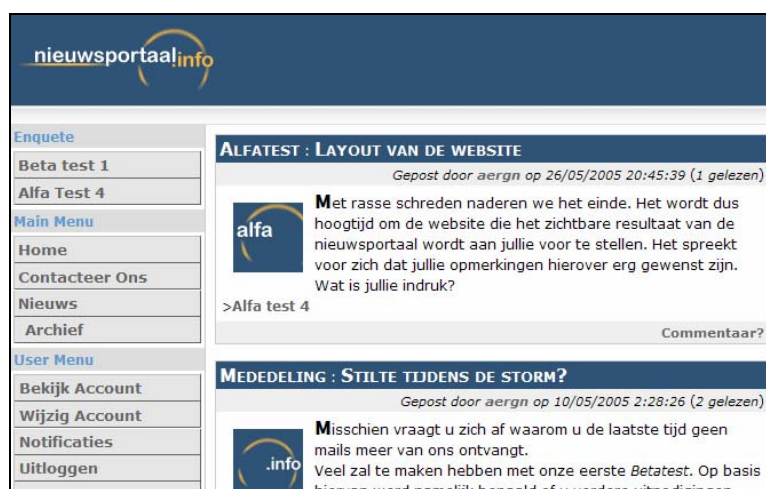 nieuwsportaal.info
Enquete
Beta test 1
Alfa Test 4
Main Menu
Home
Contacteer Ons
Nieuws
Archief
User Menu
Bekijk Account
Wijzig Account
Notificaties
Uitloggen
ALFATEST : LAYOUT VAN DE WEBSITE
Gepost door aergn op 26/05/2005 20:45:39 (1 gelezen)
alfa
Met rasse schreden naderen we het einde. Het wordt dus
hoogtijd om de website die het zichtbare resultaat van de
nieuwsportaal wordt aan jullie voor te stellen. Het spreekt
voor zich dat jullie opmerkingen hierover erg gewenst zijn.
Wat is jullie indruk?
>Alfa test 4
Commentaar?
MEDEDELING : STILTE TIJDENS DE STORM?
Gepost door aergn op 10/05/2005 2:28:26 (2 gelezen)
.info
Misschien vraagt u zich af waarom u de laatste tijd geen
mails meer van ons ontvangt.
Veel zal te maken hebben met onze eerste Betatest. Op basis